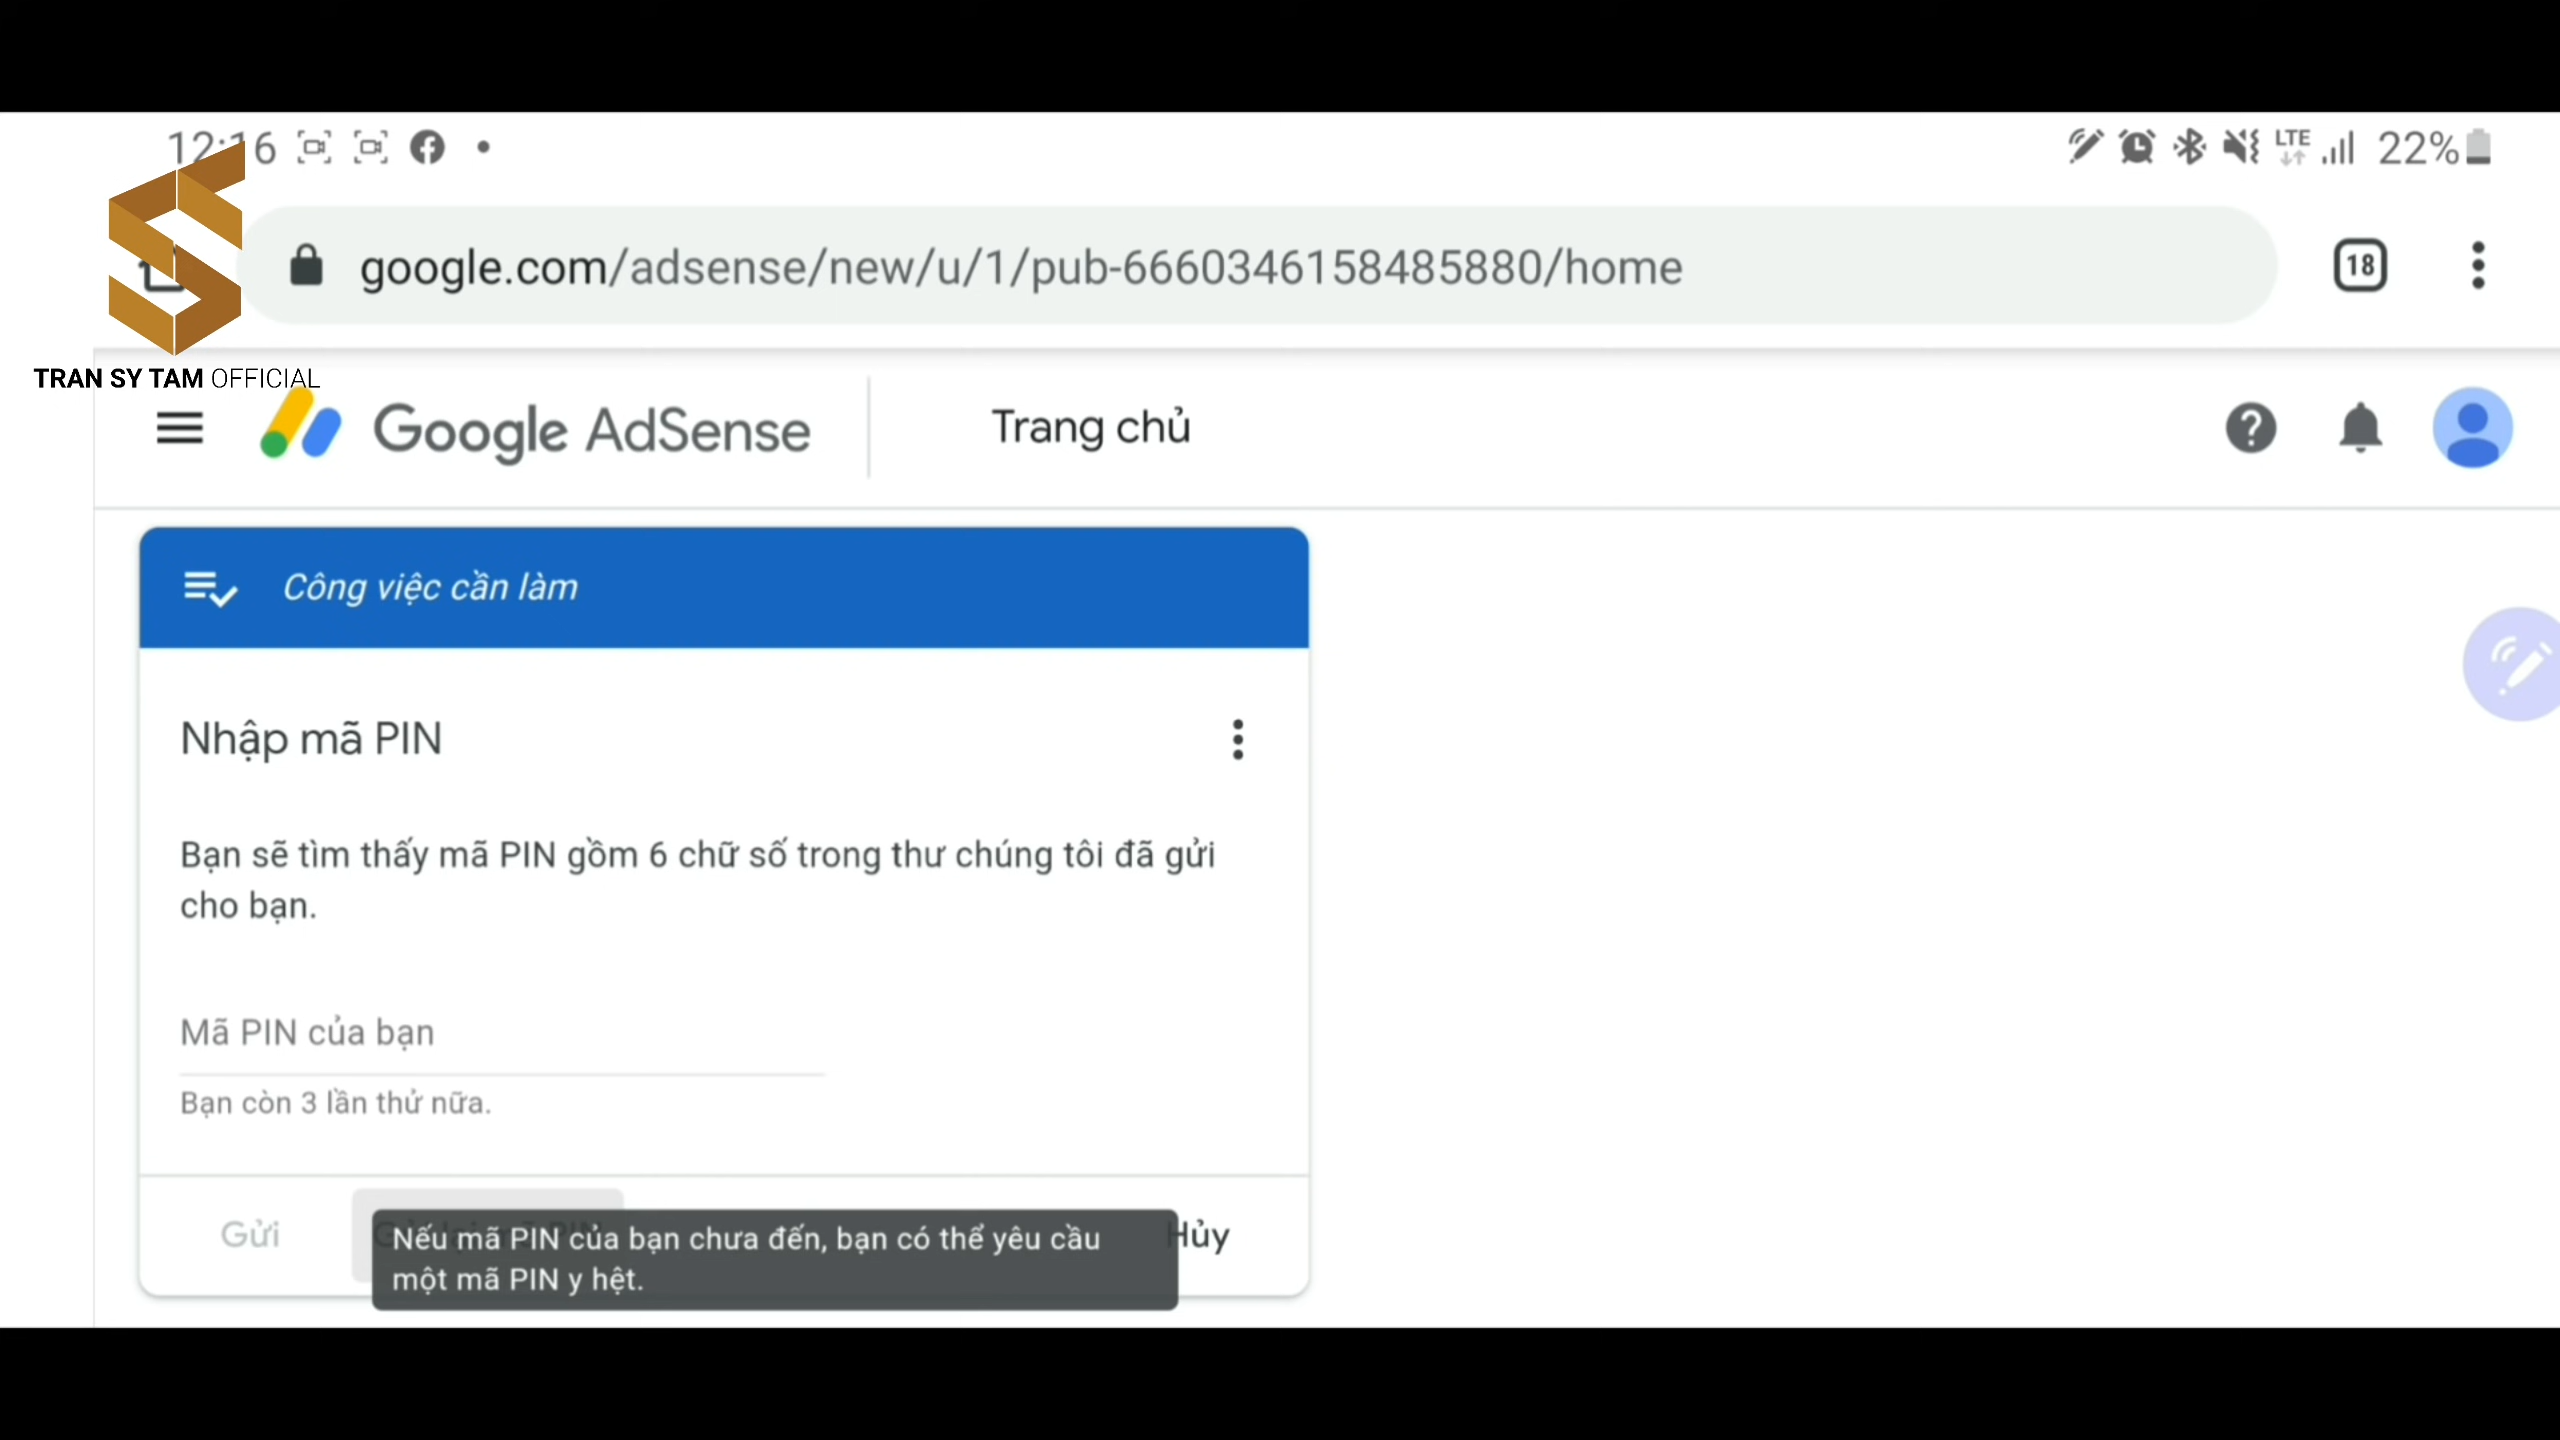 12:16
LTE
22%
google.com/adsense/new/u/1/pub-6660346158485880/home
18
TRAN SY TAM OFFICIAL
Google AdSense
Trang chủ
Công việc cần làm
Nhập mã PIN
Bạn sẽ tìm thấy mã PIN gồm 6 chữ số trong thư chúng tôi đã gửi
cho bạn.
Mã PIN của bạn
Bạn còn 3 lần thử nữa.
Gửi
Hủy
Nếu mã PIN của bạn chưa đến, bạn có thể yêu cầu
một mã PIN y hệt.